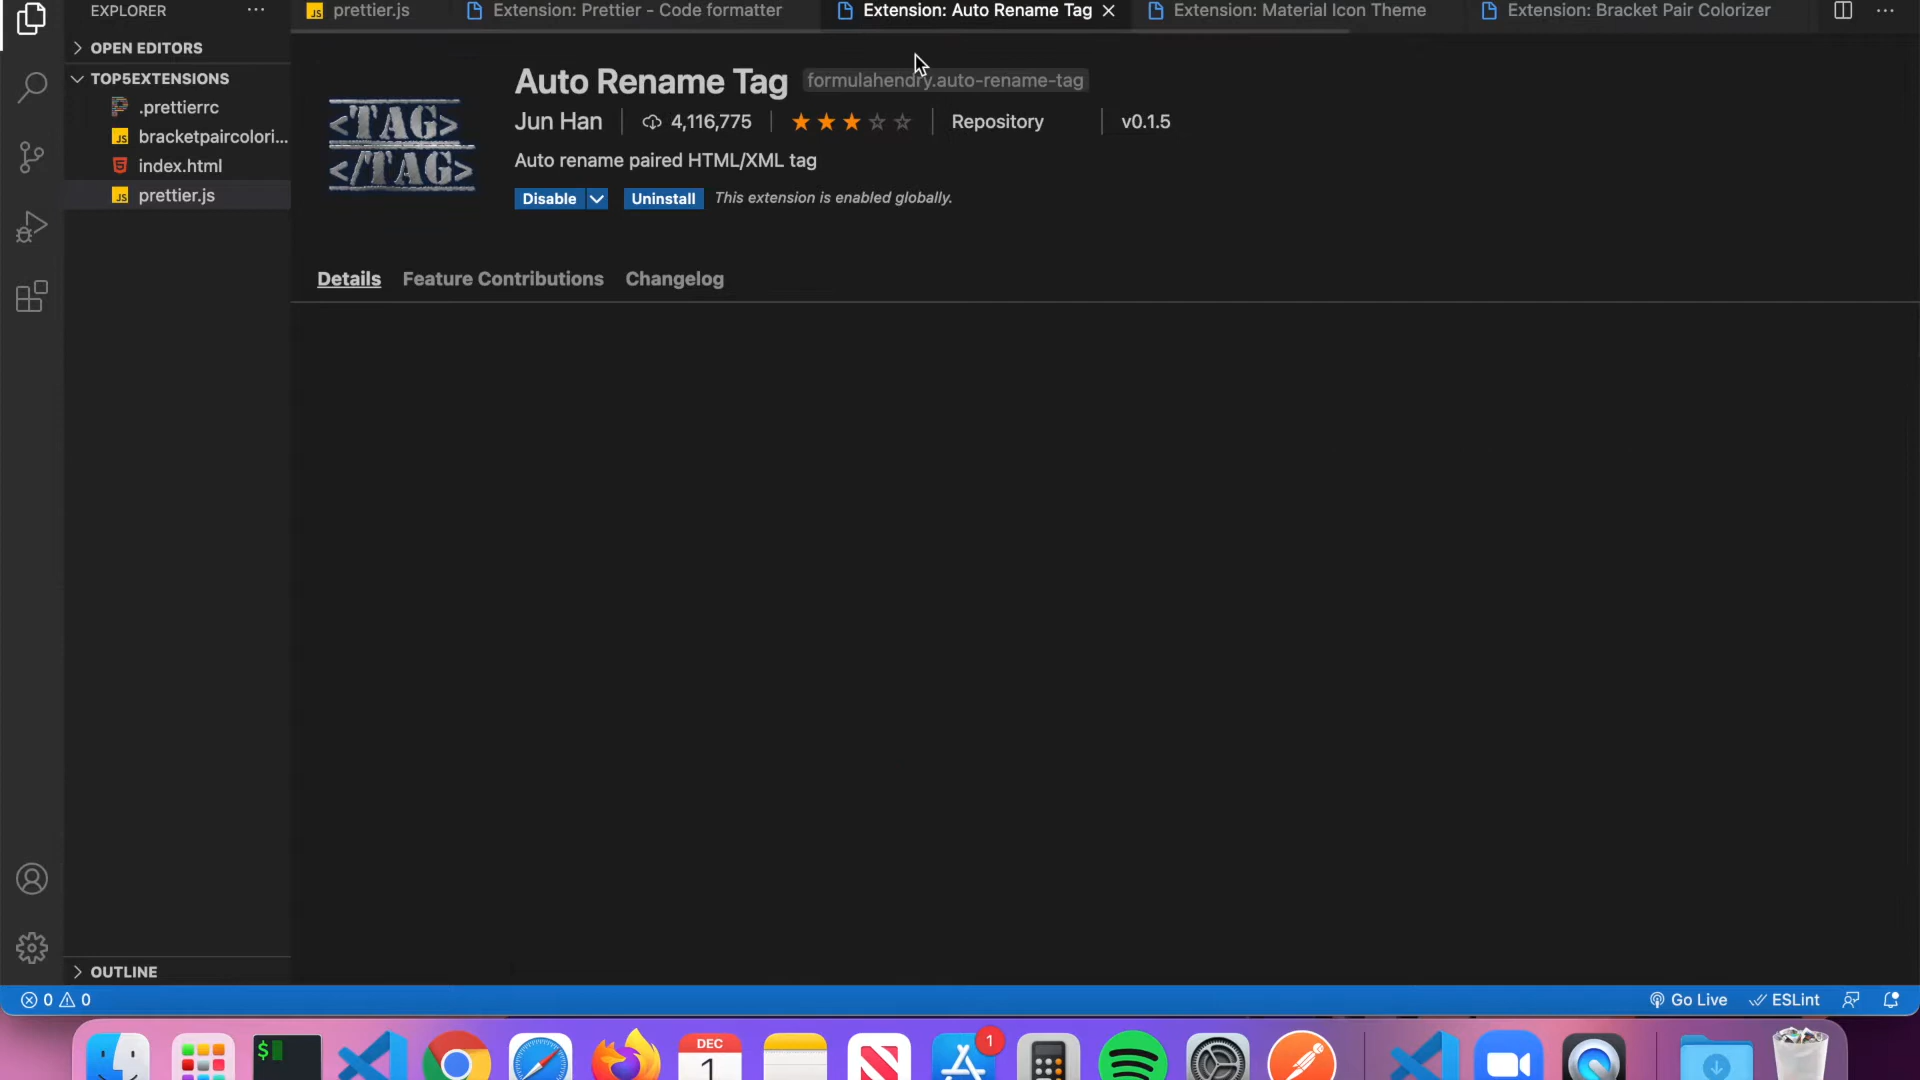 EXPLORER
prettier.js
Extension: Prettier - Code formatter
Extension: Auto Rename Tag
Extension: Material Icon Theme
Extension: Bracket Pair Colorizer
OPEN EDITORS
TOP5EXTENSIONS
.prettierrc
bracketpaircolori...
index.html
prettier.js
<TAG>
</TAG>
Auto Rename Tag formulahendry.auto-rename-tag
Jun Han 4,116,775 Repository v0.1.5
Auto rename paired HTML/XML tag
Disable Uninstall This extension is enabled globally.
Details Feature Contributions Changelog
OUTLINE
0 0
Go Live ESLint
$
DEC
1
1